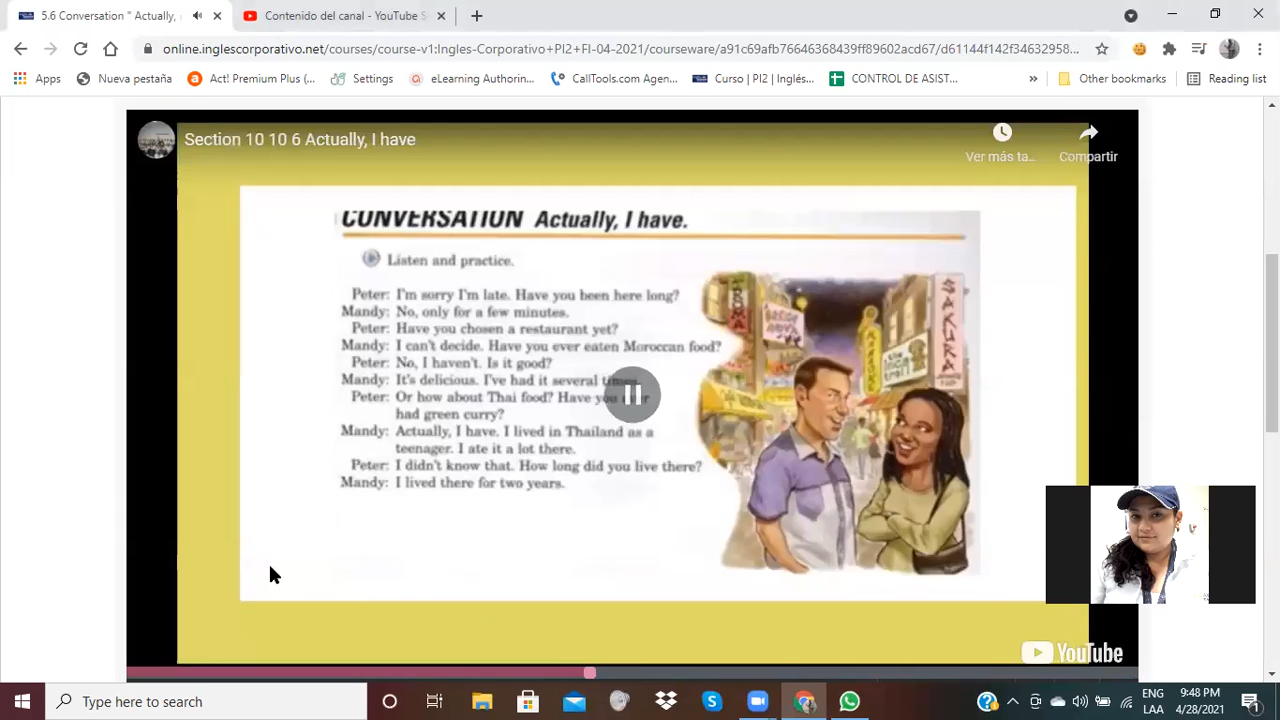 5.6 Conversation " Actually,
Contenido del canal - YouTube S
online.inglescorporativo.net/courses/course-v1:Ingles-Corporativo+PI2+FI-04-2021/courseware/a91c69afb76646368439ff89602acd67/d61144f142f34632958...
Apps
Nueva pestaña
Act! Premium Plus (...
Settings
eLearning Authorin...
CallTools.com Agen...
Curso | PI2 | Inglés...
CONTROL DE ASIST...
»
Other bookmarks
Reading list
Section 10 10 6 Actually, I have
Ver más ta...
Compartir
CONVERSATION Actually, I have.
Listen and practice.
Peter: I'm sorry I'm late. Have you been here long?
Mandy: No, only for a few minutes.
Peter: Have you chosen a restaurant yet?
Mandy: I can't decide. Have you ever eaten Moroccan food?
Peter: No, I haven't. Is it good?
Mandy: It's delicious. I've had it several times.
Peter: Or how about Thai food? Have you ever
had green curry?
Mandy: Actually, I have. I lived in Thailand as a
teenager. I ate it a lot there.
Peter: I didn't know that. How long did you live there?
Mandy: I lived there for two years.
SAKURA
YouTube
Type here to search
ENG
LAA
9:48 PM
4/28/2021
1